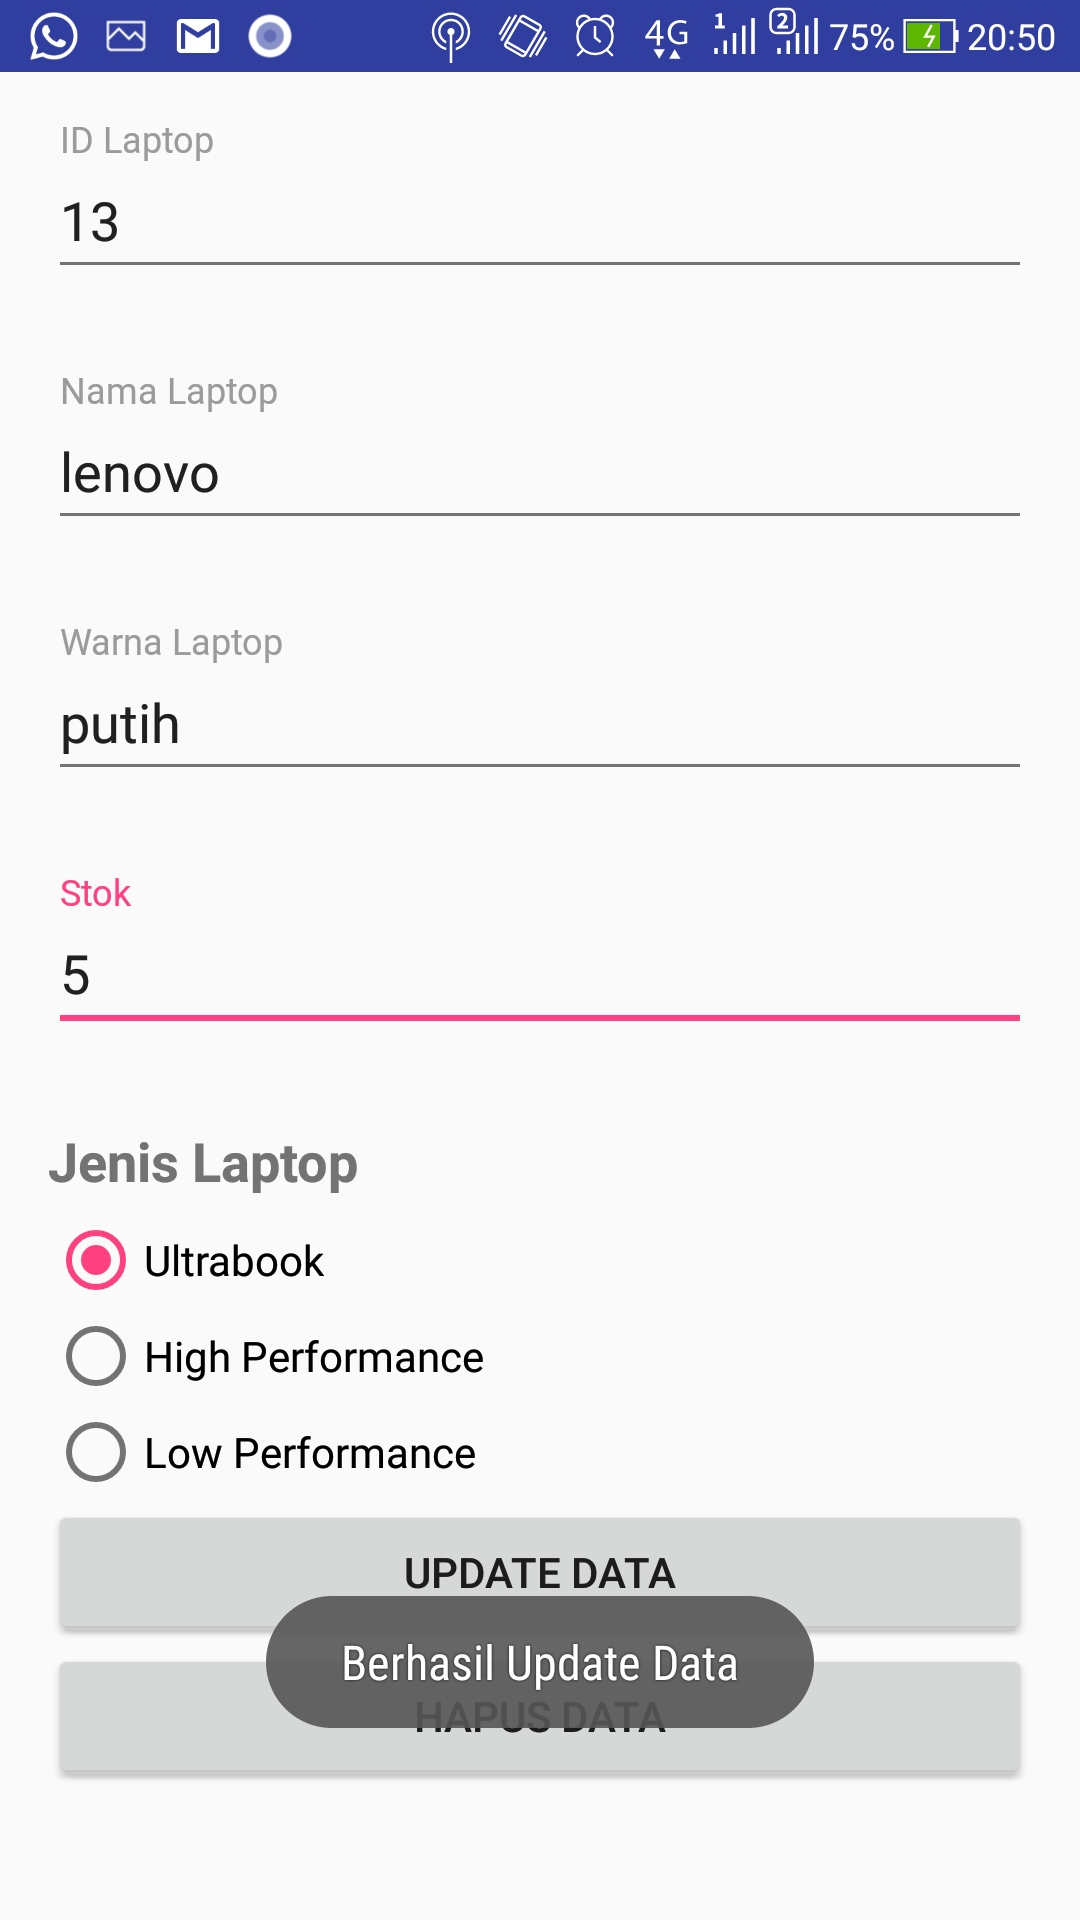 4G 1 2 75% 20:50
ID Laptop
13
Nama Laptop
lenovo
Warna Laptop
putih
Stok
5
Jenis Laptop
Ultrabook
High Performance
Low Performance
UPDATE DATA
Berhasil Update Data
HAPUS DATA